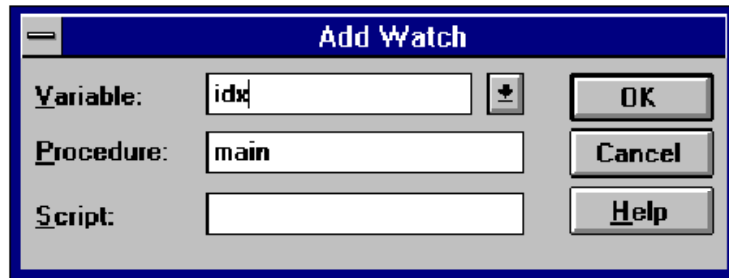 Add Watch
Variable: idx OK
Procedure: main Cancel
Script: Help